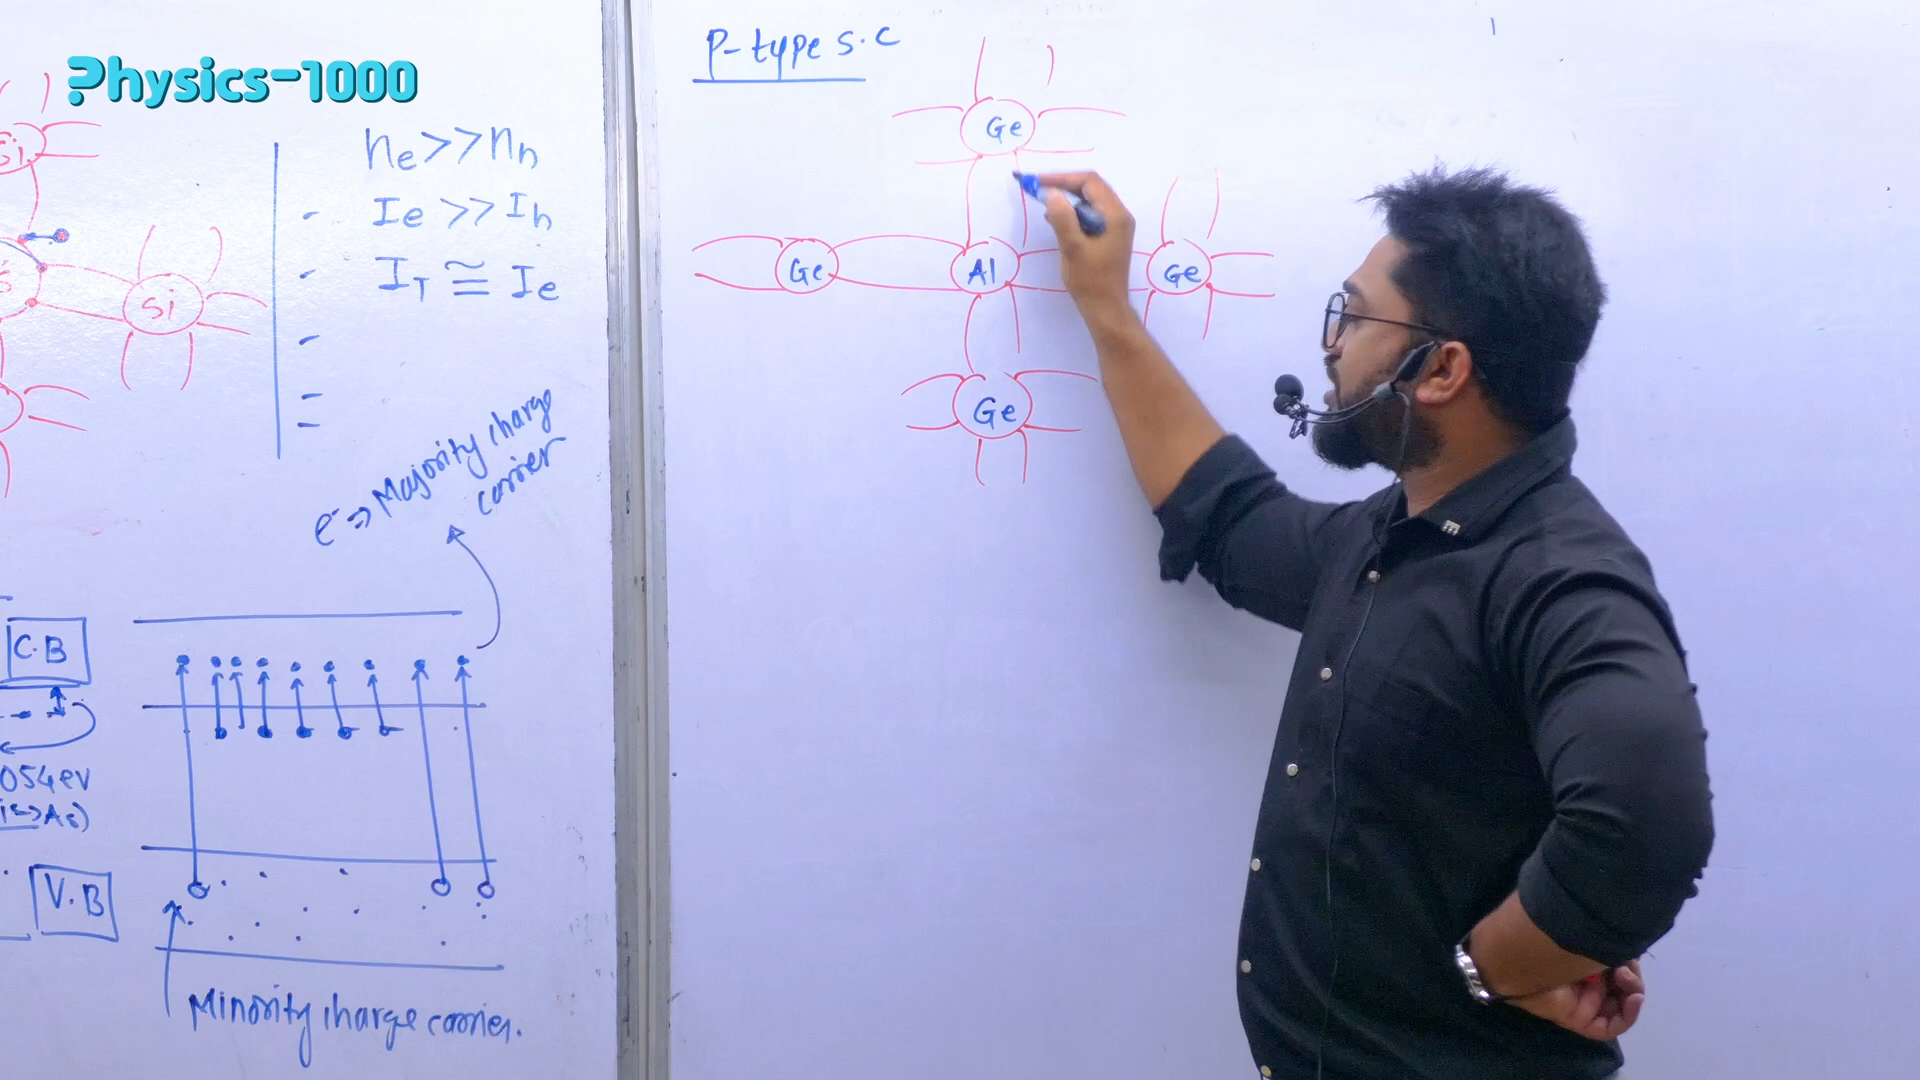 Physics-1000
Si
Si
ne >> nh
- Ie >> Ih
- IT ≅ Ie
e⁻ => Majority charge
carrier
C.B
054ev
V.B
Minority charge carrier.
P-type s.c
Ge
Ge Al Ge
Ge